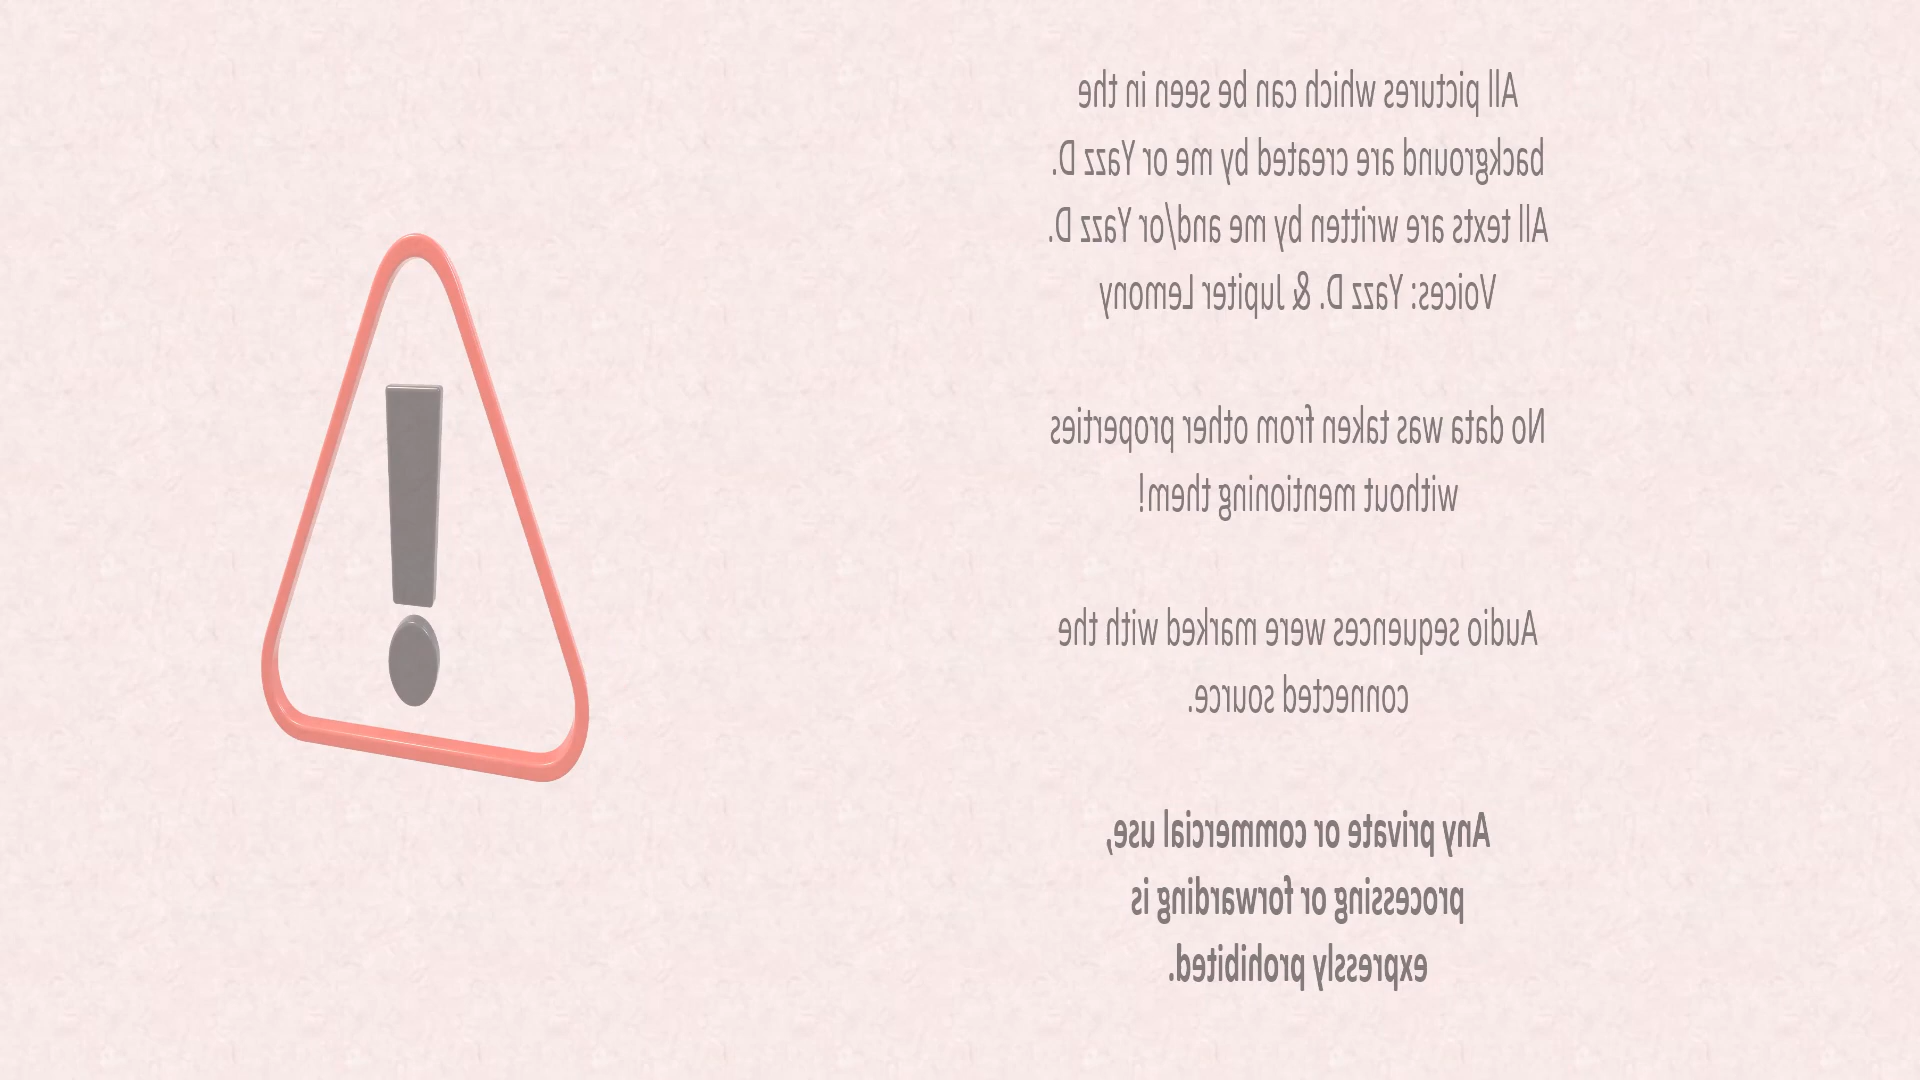 All pictures which can be seen in the
background are created by me or Yazz D.
All texts are written by me and/or Yazz D.
Voices: Yazz D. & Jupiter Lemony
No data was taken from other properties
without mentioning them!
Audio sequences were marked with the
connected source.
Any private or commercial use,
processing or forwarding is
expressly prohibited.